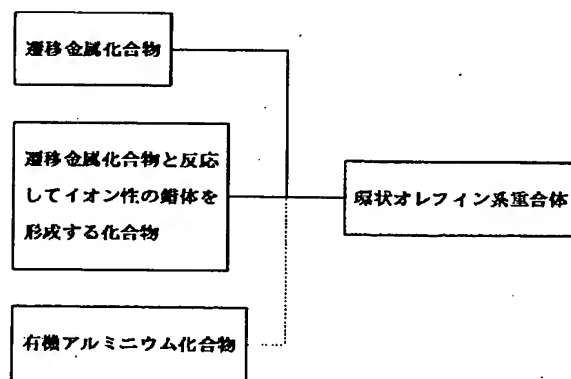 遷移金属化合物
遷移金属化合物と反応
してイオン性の錯体を
形成する化合物
環状オレフィン系重合体
有機アルミニウム化合物